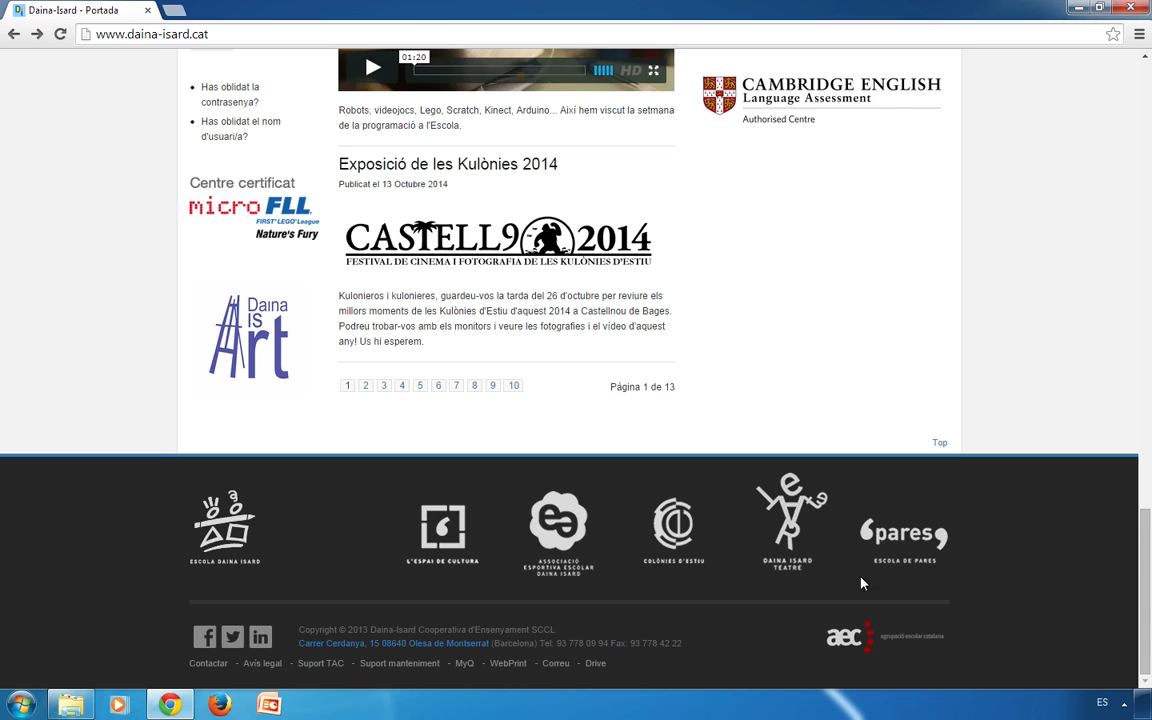 Daina-Isard - Portada
www.daina-isard.cat
01:20
HD
Has oblidat la
contrasenya?
Has oblidat el nom
d'usuari/a?
Centre certificat
micro FLL
FIRST LEGO League
Nature's Fury
Daina
is
Art
Robots, videojocs, Lego, Scratch, Kinect, Arduino... Així hem viscut la setmana
de la programació a l'Escola.
Exposició de les Kulònies 2014
Publicat el 13 Octubre 2014
CASTELL9 2014
FESTIVAL DE CINEMA I FOTOGRAFIA DE LES KULÒNIES D'ESTIU
Kulonieros i kulonieres, guardeu-vos la tarda del 26 d'octubre per reviure els
millors moments de les Kulònies d'Estiu d'aquest 2014 a Castellnou de Bages.
Podreu trobar-vos amb els monitors i veure les fotografies i el vídeo d'aquest
any! Us hi esperem.
1 2 3 4 5 6 7 8 9 10
Pàgina 1 de 13
CAMBRIDGE ENGLISH
Language Assessment
Authorised Centre
Top
ESCOLA DAINA ISARD
L'ESPAI DE CULTURA
ASSOCIACIÓ
ESPORTIVA ESCOLAR
DAINA ISARD
COLÒNIES D'ESTIU
DAINA ISARD
TEATRE
pares
ESCOLA DE PARES
Copyright © 2013 Daina-Isard Cooperativa d'Ensenyament SCCL
Carrer Cerdanya, 15 08640 Olesa de Montserrat (Barcelona) Tel: 93 778 09 94 Fax: 93 778 42 22
aec agrupació escolar catalana
Contactar - Avís legal - Suport TAC - Suport manteniment - MyQ - WebPrint - Correu - Drive
ES